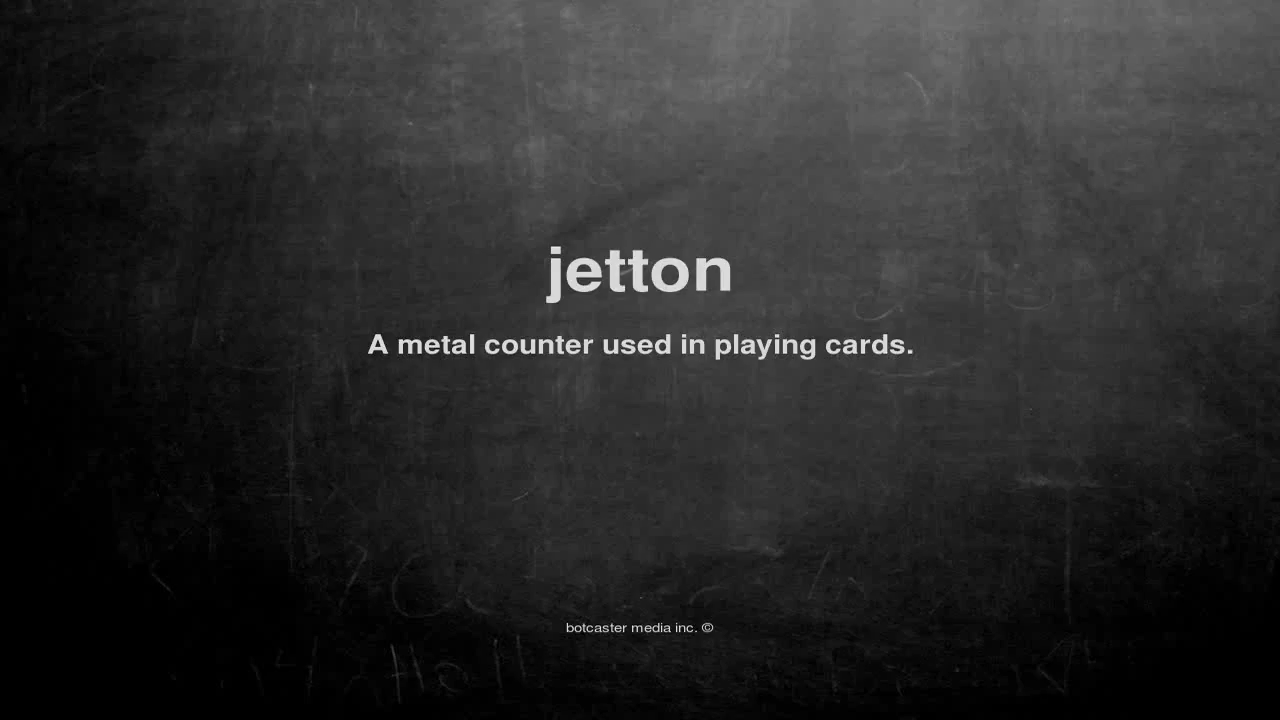 jetton
A metal counter used in playing cards.
botcaster media inc. ©